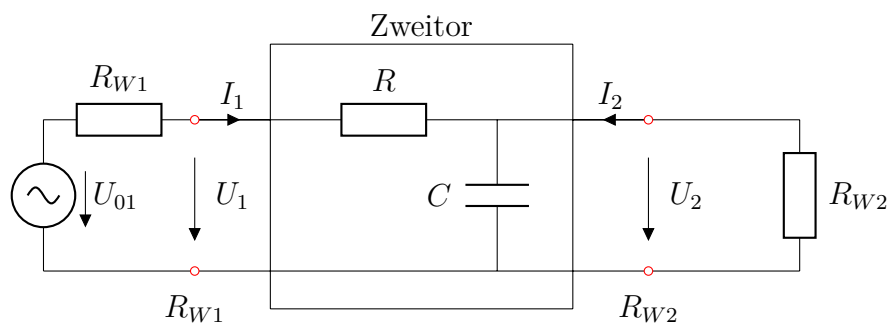 Zweitor
R_{W1}
I_1
R
I_2
U_{01}
U_1
C
U_2
R_{W2}
R_{W1}
R_{W2}